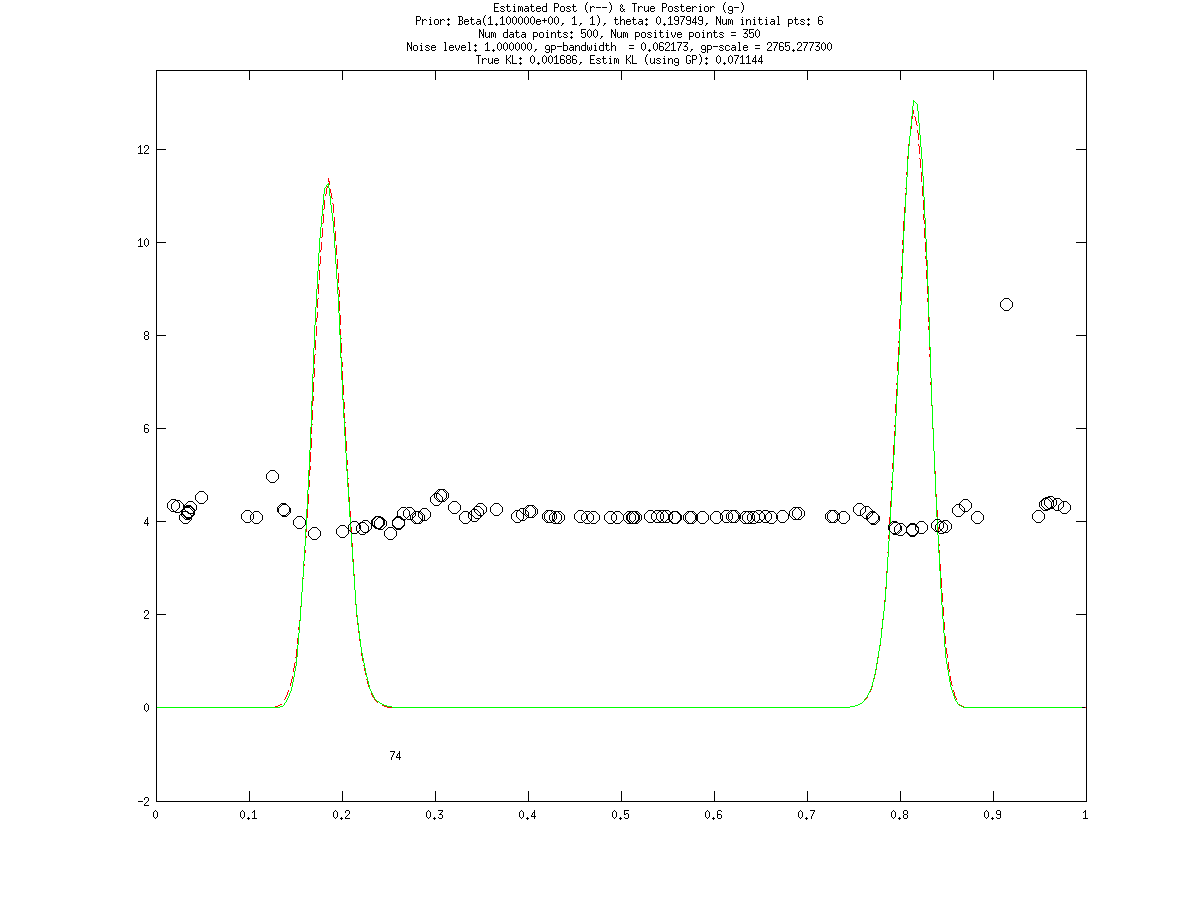 Estimated Post (r--) & True Posterior (g-)
Prior: Beta(1.100000e+00, 1, 1), theta: 0.197949, Num initial pts: 6
Num data points: 500, Num positive points = 350
Noise level: 1.000000, gp-bandwidth  = 0.062173, gp-scale = 2765.277300
True KL: 0.001686, Estim KL (using GP): 0.071144
12
10
8
6
4
2
0
74
-2
0 0.1 0.2 0.3 0.4 0.5 0.6 0.7 0.8 0.9 1